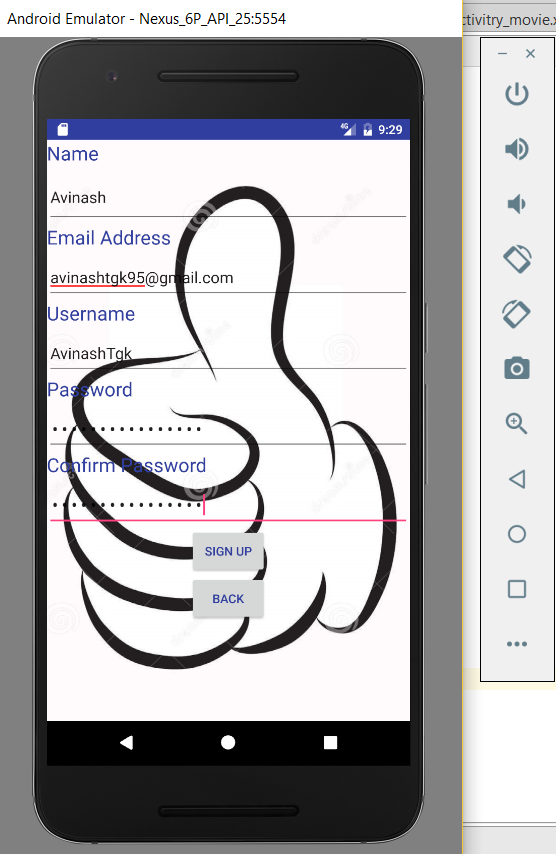 Android Emulator - Nexus_6P_API_25:5554
ctivitry_movie.x
4G 9:29
Name
Avinash
Email Address
avinashtgk95@gmail.com
Username
AvinashTgk
Password
Confirm Password
SIGN UP
BACK